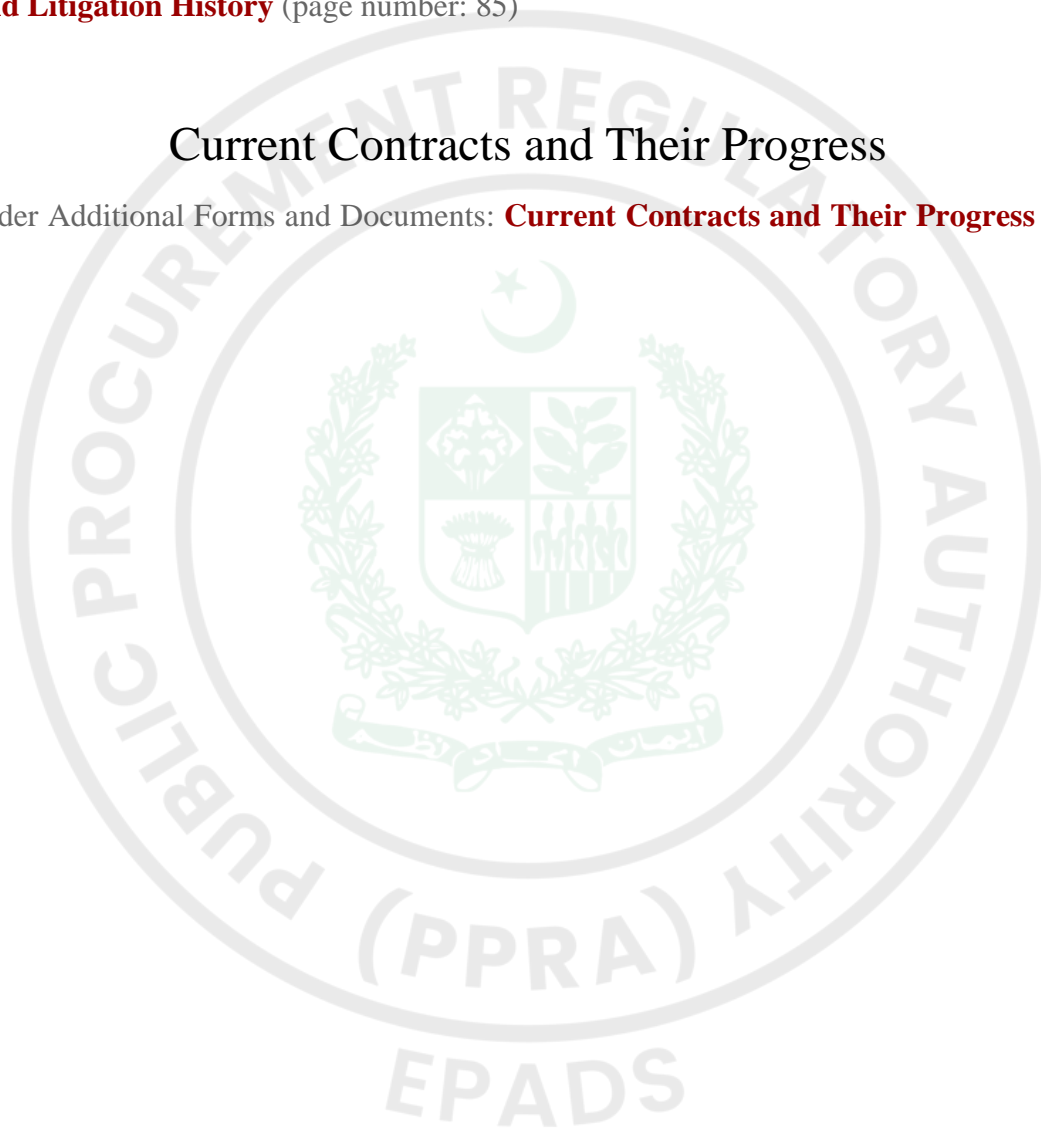 d Litigation History (page number: 85)
Current Contracts and Their Progress
der Additional Forms and Documents: Current Contracts and Their Progress
PUBLIC PROCUREMENT REGULATORY AUTHORITY
(PPRA)
EPADS